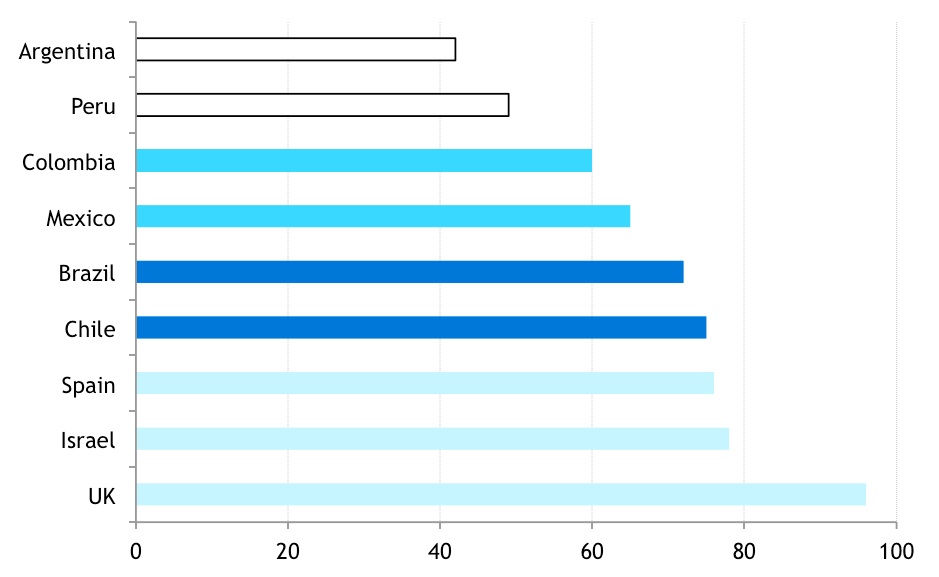 Argentina
Peru
Colombia
Mexico
Brazil
Chile
Spain
Israel
UK
0 20 40 60 80 100